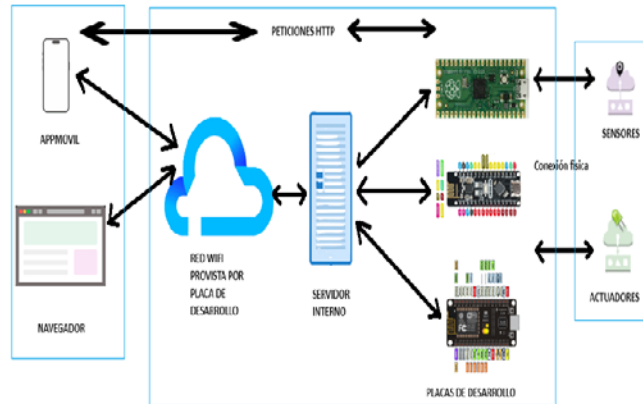 PETICIONES HTTP
APPMÓVIL
NAVEGADOR
RED WIFI
PROVISTA POR
PLACA DE
DESARROLLO
SERVIDOR
INTERNO
PLACAS DE DESARROLLO
Conexión física
SENSORES
ACTUADORES